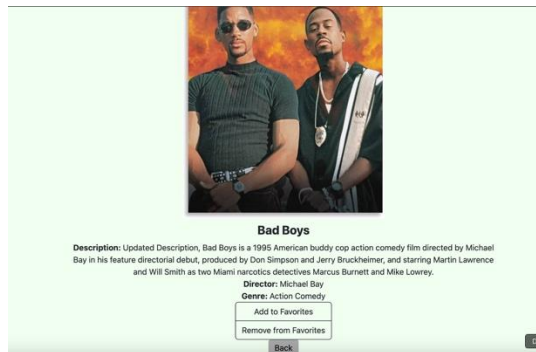 Bad Boys
Description: Updated Description, Bad Boys is a 1995 American buddy cop action comedy film directed by Michael
Bay in his feature directorial debut, produced by Don Simpson and Jerry Bruckheimer, and starring Martin Lawrence
and Will Smith as two Miami narcotics detectives Marcus Burnett and Mike Lowrey.
Director: Michael Bay
Genre: Action Comedy
Add to Favorites
Remove from Favorites
Back